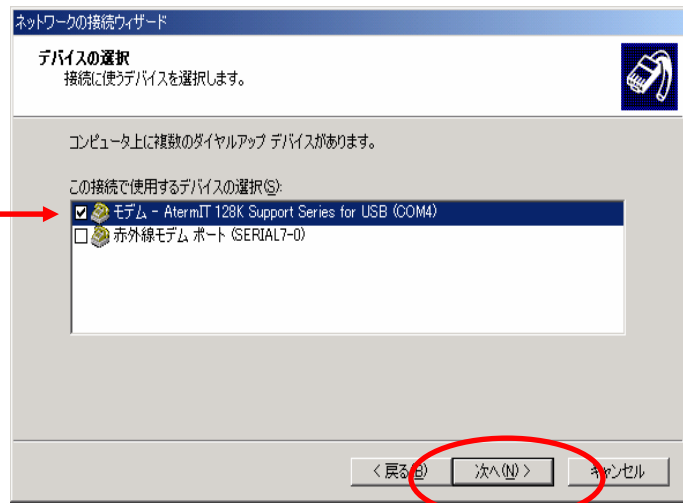 ネットワークの接続ウィザード
デバイスの選択
接続に使うデバイスを選択します。
コンピュータ上に複数のダイヤルアップ デバイスがあります。
この接続で使用するデバイスの選択(S):
モデム - AtermIT 128K Support Series for USB (COM4)
赤外線モデム ポート (SERIAL7-0)
< 戻る(B) 次へ(N) > キャンセル